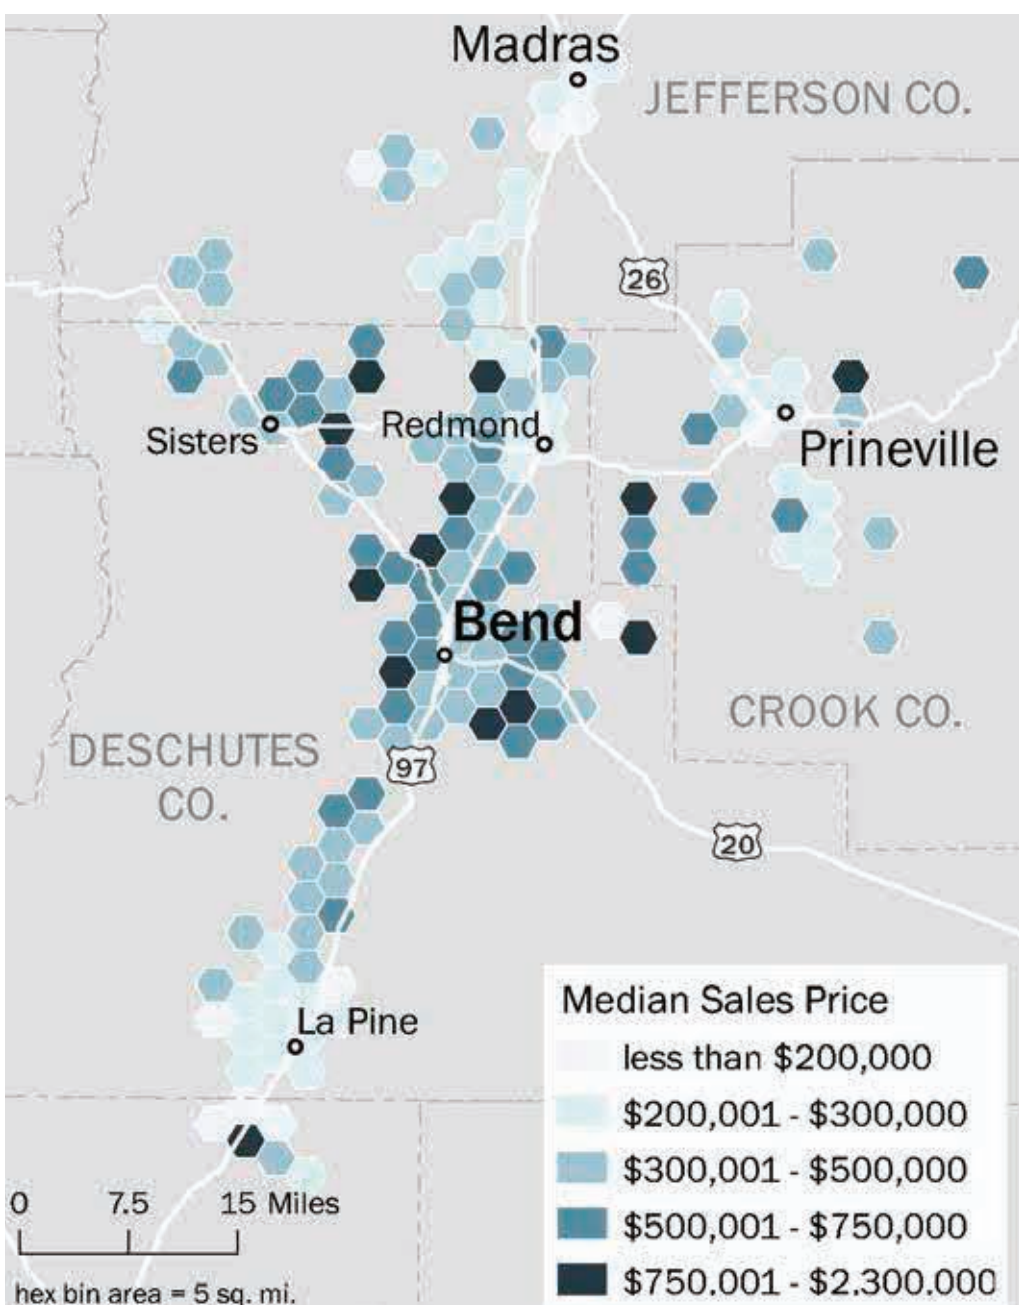 Madras
JEFFERSON CO.
26
Sisters
Redmond
Prineville
Bend
CROOK CO.
DESCHUTES
CO.
97
20
La Pine
Median Sales Price
less than $200,000
$200,001 - $300,000
$300,001 - $500,000
$500,001 - $750,000
$750.001 - $2.300.000
0 7.5 15 Miles
hex bin area = 5 sq. mi.